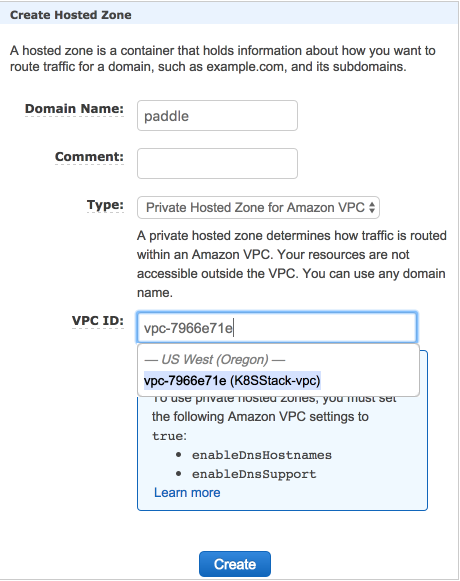 Create Hosted Zone
A hosted zone is a container that holds information about how you want to
route traffic for a domain, such as example.com, and its subdomains.
Domain Name: paddle
Comment:
Type: Private Hosted Zone for Amazon VPC
A private hosted zone determines how traffic is routed
within an Amazon VPC. Your resources are not
accessible outside the VPC. You can use any domain
name.
VPC ID: vpc-7966e71e
— US West (Oregon) —
vpc-7966e71e (K8SStack-vpc)
To use private hosted zones, you must set
the following Amazon VPC settings to
true:
• enableDnsHostnames
• enableDnsSupport
Learn more
Create